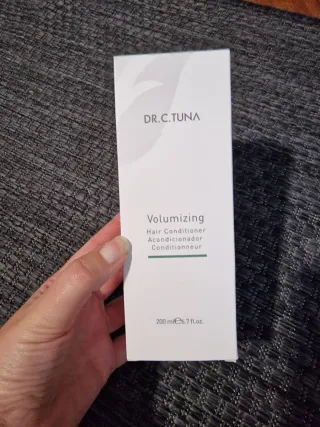 DR.C.TUNA
Volumizing
Hair Conditioner
Acondicionador
Conditionneur
200 ml℮6.7 fl.oz.